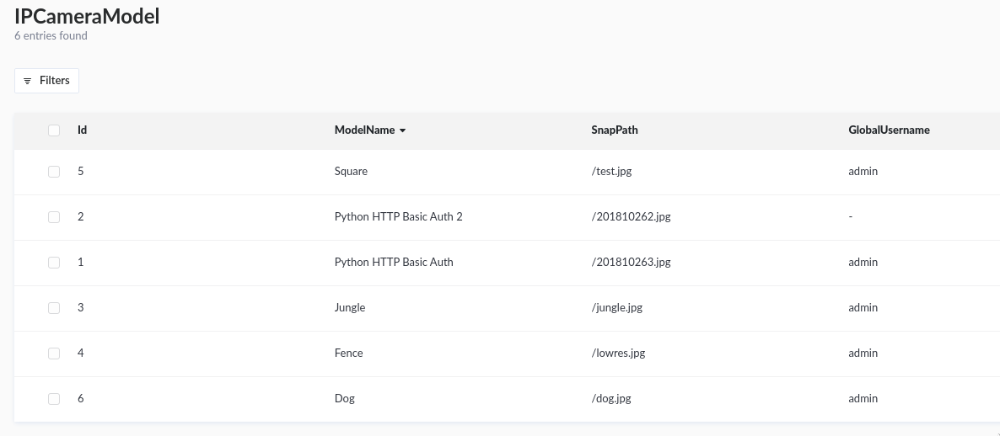 IPCameraModel
6 entries found
Filters
Id ModelName SnapPath GlobalUsername
5 Square /test.jpg admin
2 Python HTTP Basic Auth 2 /201810262.jpg -
1 Python HTTP Basic Auth /201810263.jpg admin
3 Jungle /jungle.jpg admin
4 Fence /lowres.jpg admin
6 Dog /dog.jpg admin